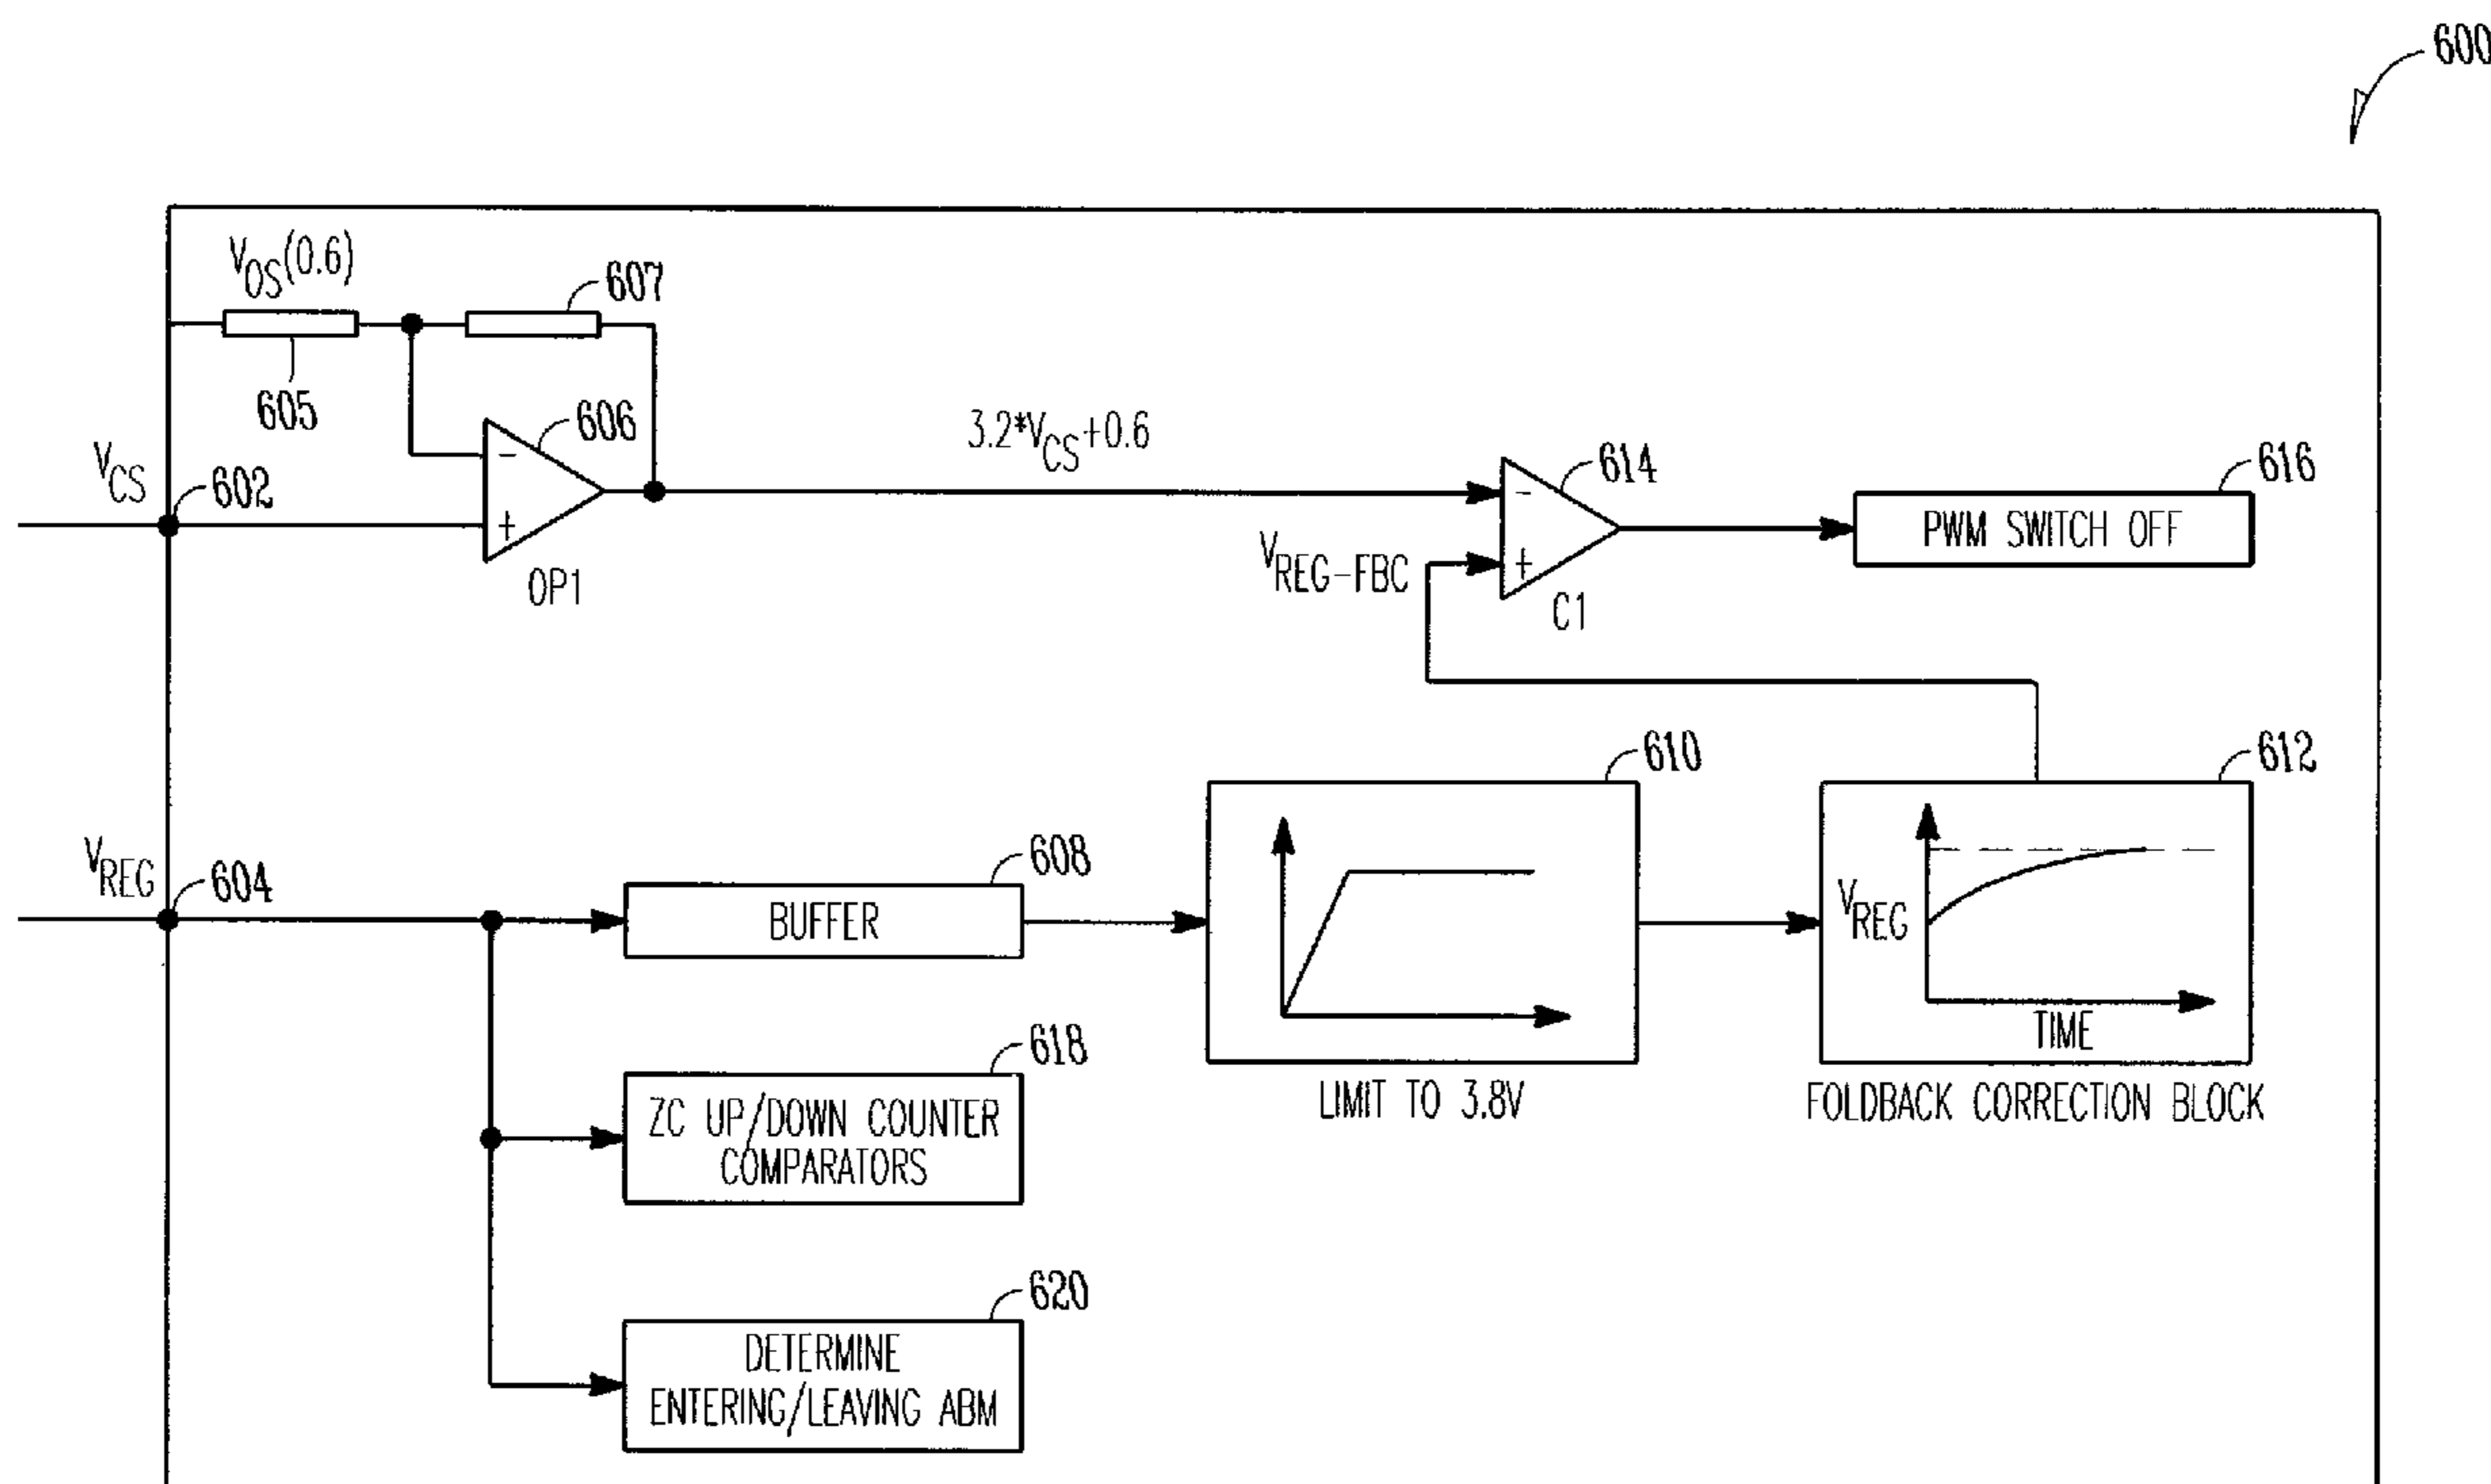 600
V_OS(0.6)
607
605
606
V_CS
602
-
+
OP1
3.2*V_CS+0.6
614
-
+
C1
V_REG-FBC
616
PWM SWITCH OFF
610
612
V_REG
604
608
BUFFER
LIMIT TO 3.8V
V_REG
TIME
FOLDBACK CORRECTION BLOCK
618
ZC UP/DOWN COUNTER
COMPARATORS
620
DETERMINE
ENTERING/LEAVING ABM